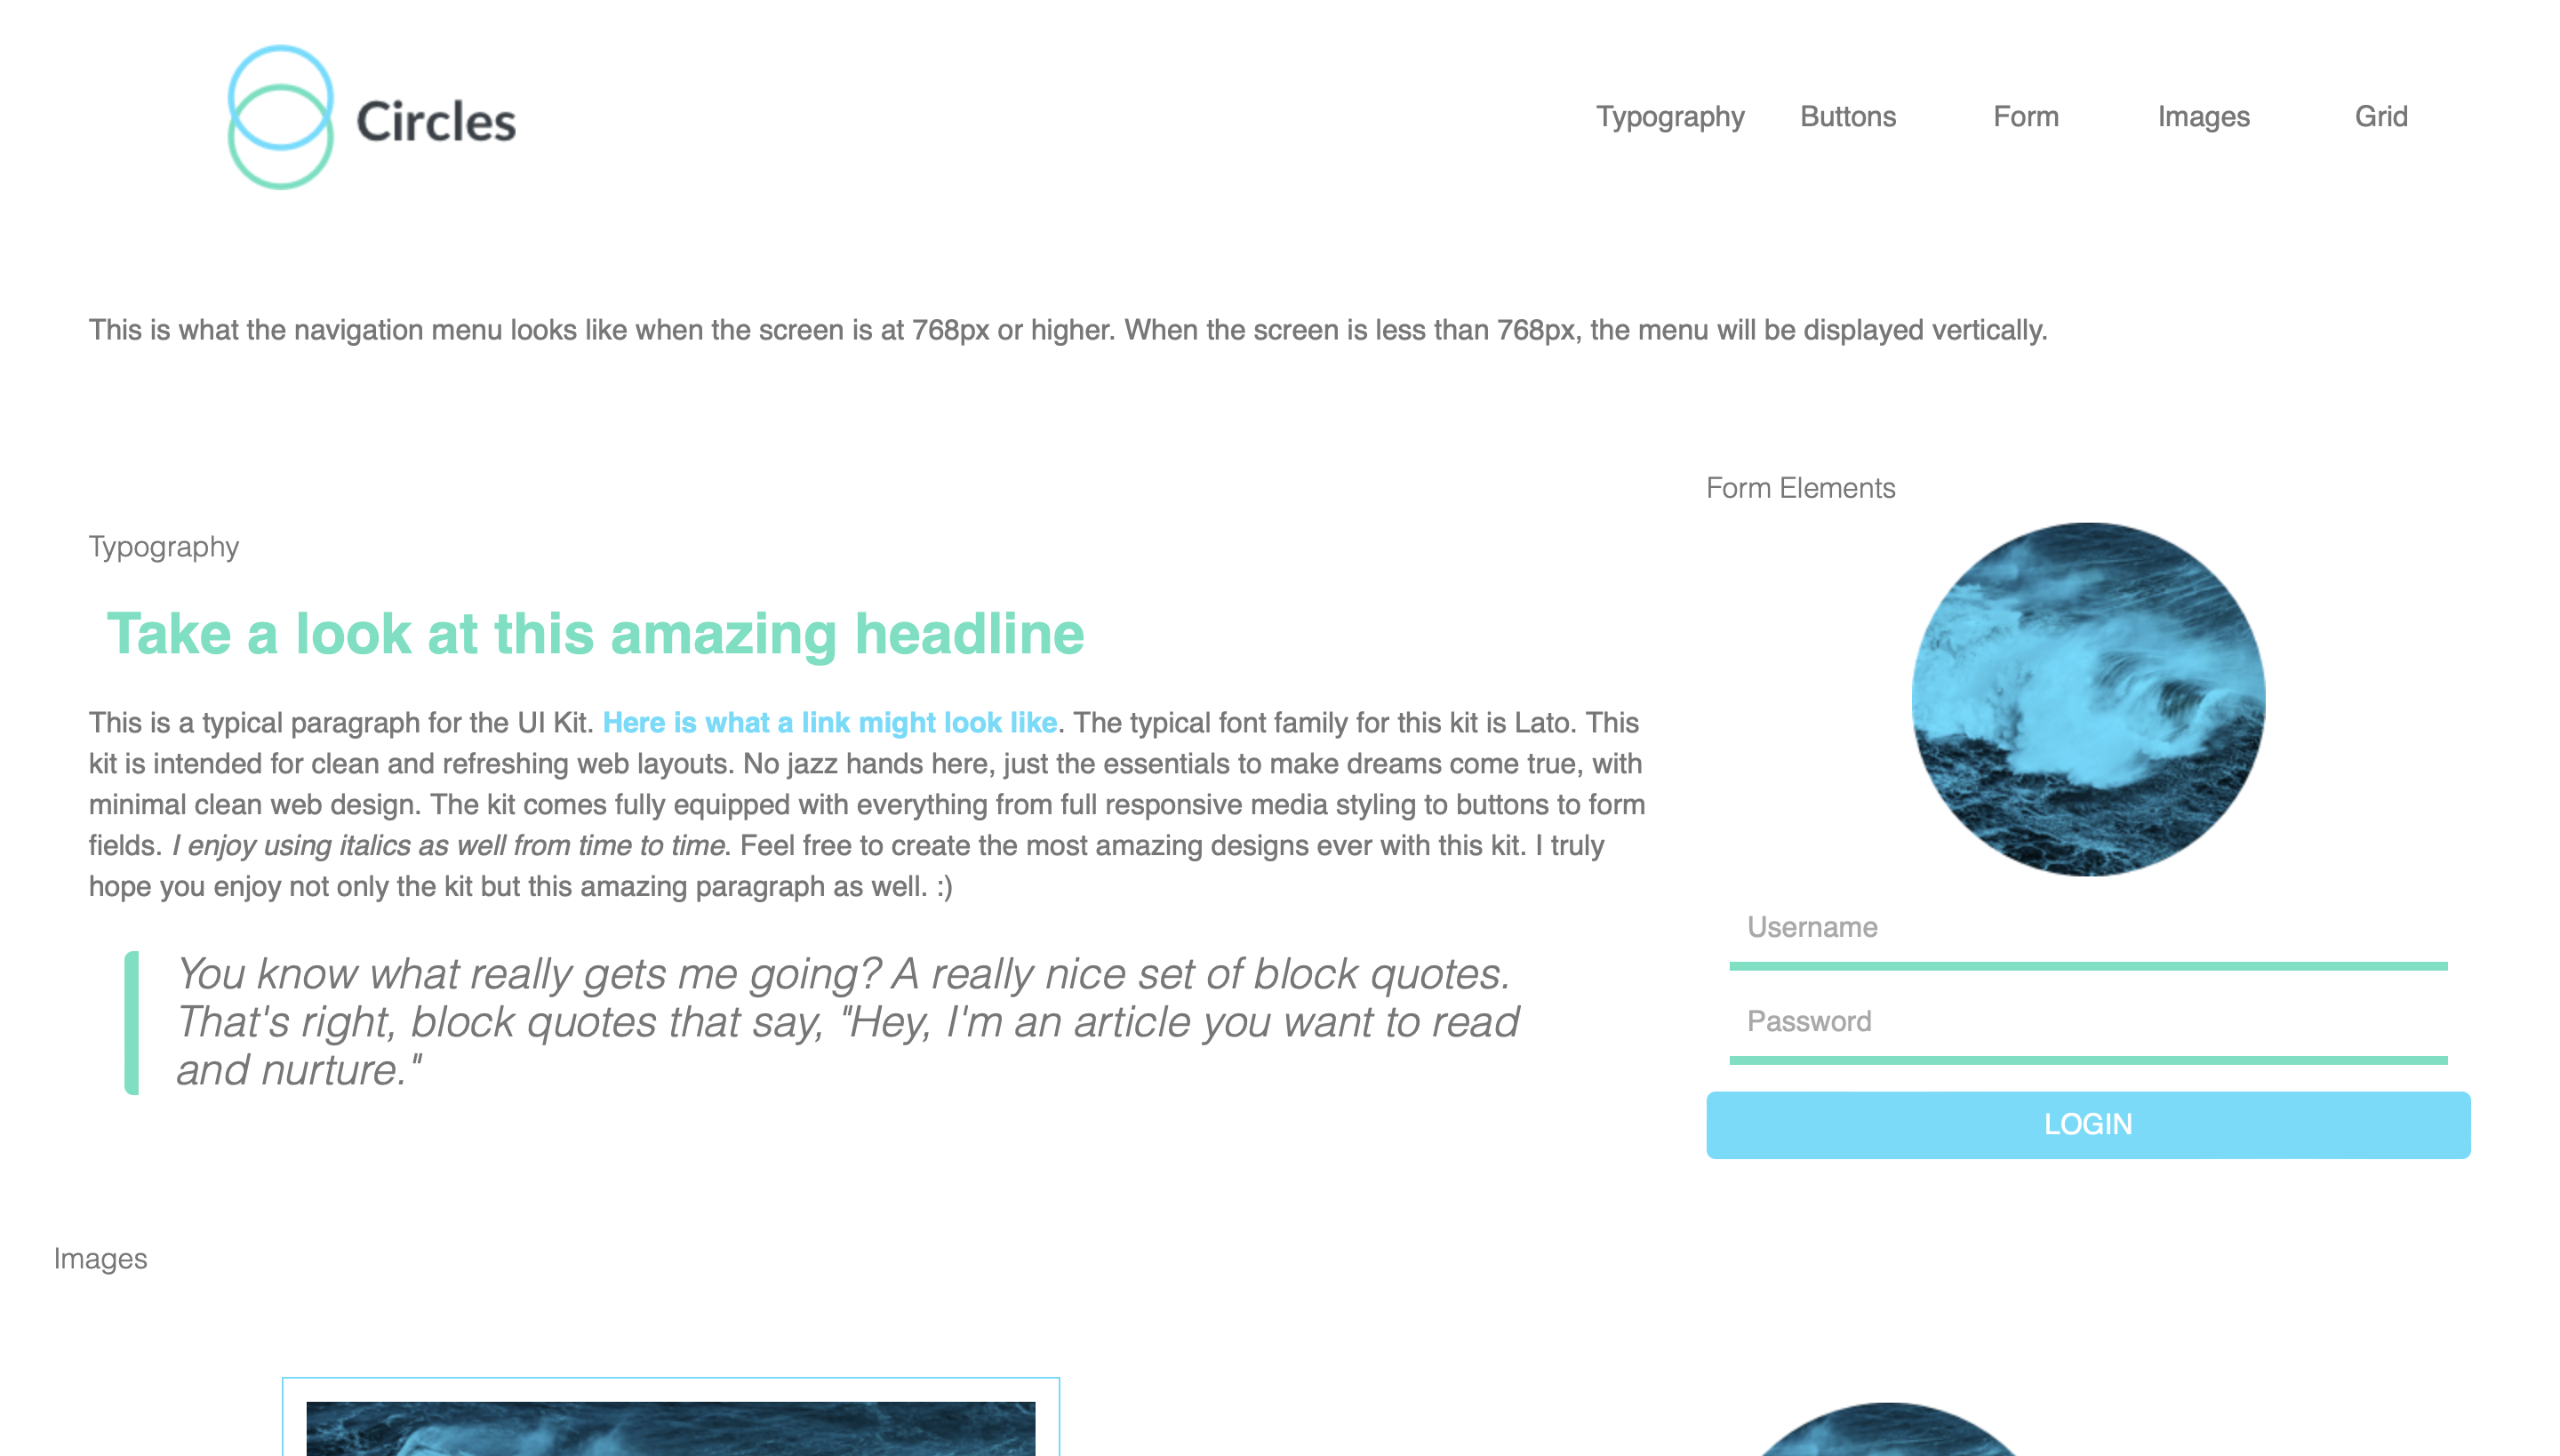 Circles
Typography Buttons Form Images Grid
This is what the navigation menu looks like when the screen is at 768px or higher. When the screen is less than 768px, the menu will be displayed vertically.
Typography
Take a look at this amazing headline
This is a typical paragraph for the UI Kit. Here is what a link might look like. The typical font family for this kit is Lato. This
kit is intended for clean and refreshing web layouts. No jazz hands here, just the essentials to make dreams come true, with
minimal clean web design. The kit comes fully equipped with everything from full responsive media styling to buttons to form
fields. I enjoy using italics as well from time to time. Feel free to create the most amazing designs ever with this kit. I truly
hope you enjoy not only the kit but this amazing paragraph as well. :)
You know what really gets me going? A really nice set of block quotes.
That's right, block quotes that say, "Hey, I'm an article you want to read
and nurture."
Form Elements
Username
Password
LOGIN
Images